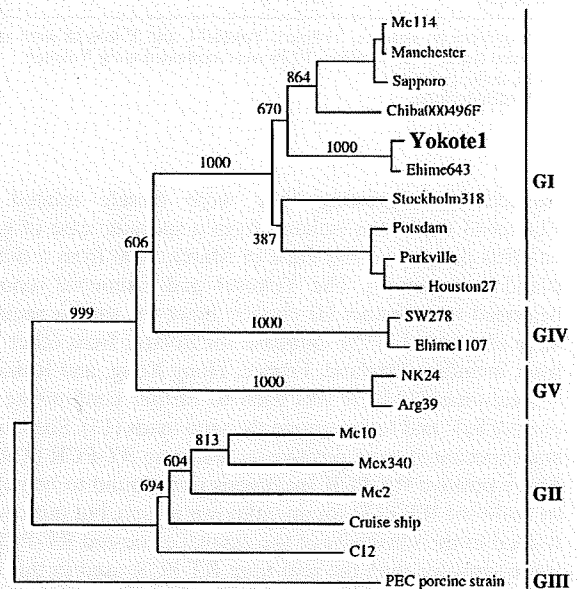 Mc114
Manchester
864
Sapporo
670
Chiba000496F
1000
Yokote1
1000
Ehime643
GI
Stockholm318
387
Potsdam
606
Parkville
Houston27
999
SW278
1000
GIV
Ehime1107
NK24
1000
GV
Arg39
Mc10
813
604
Mex340
694
Mc2
GII
Cruise ship
C12
PEC porcine strain
GIII